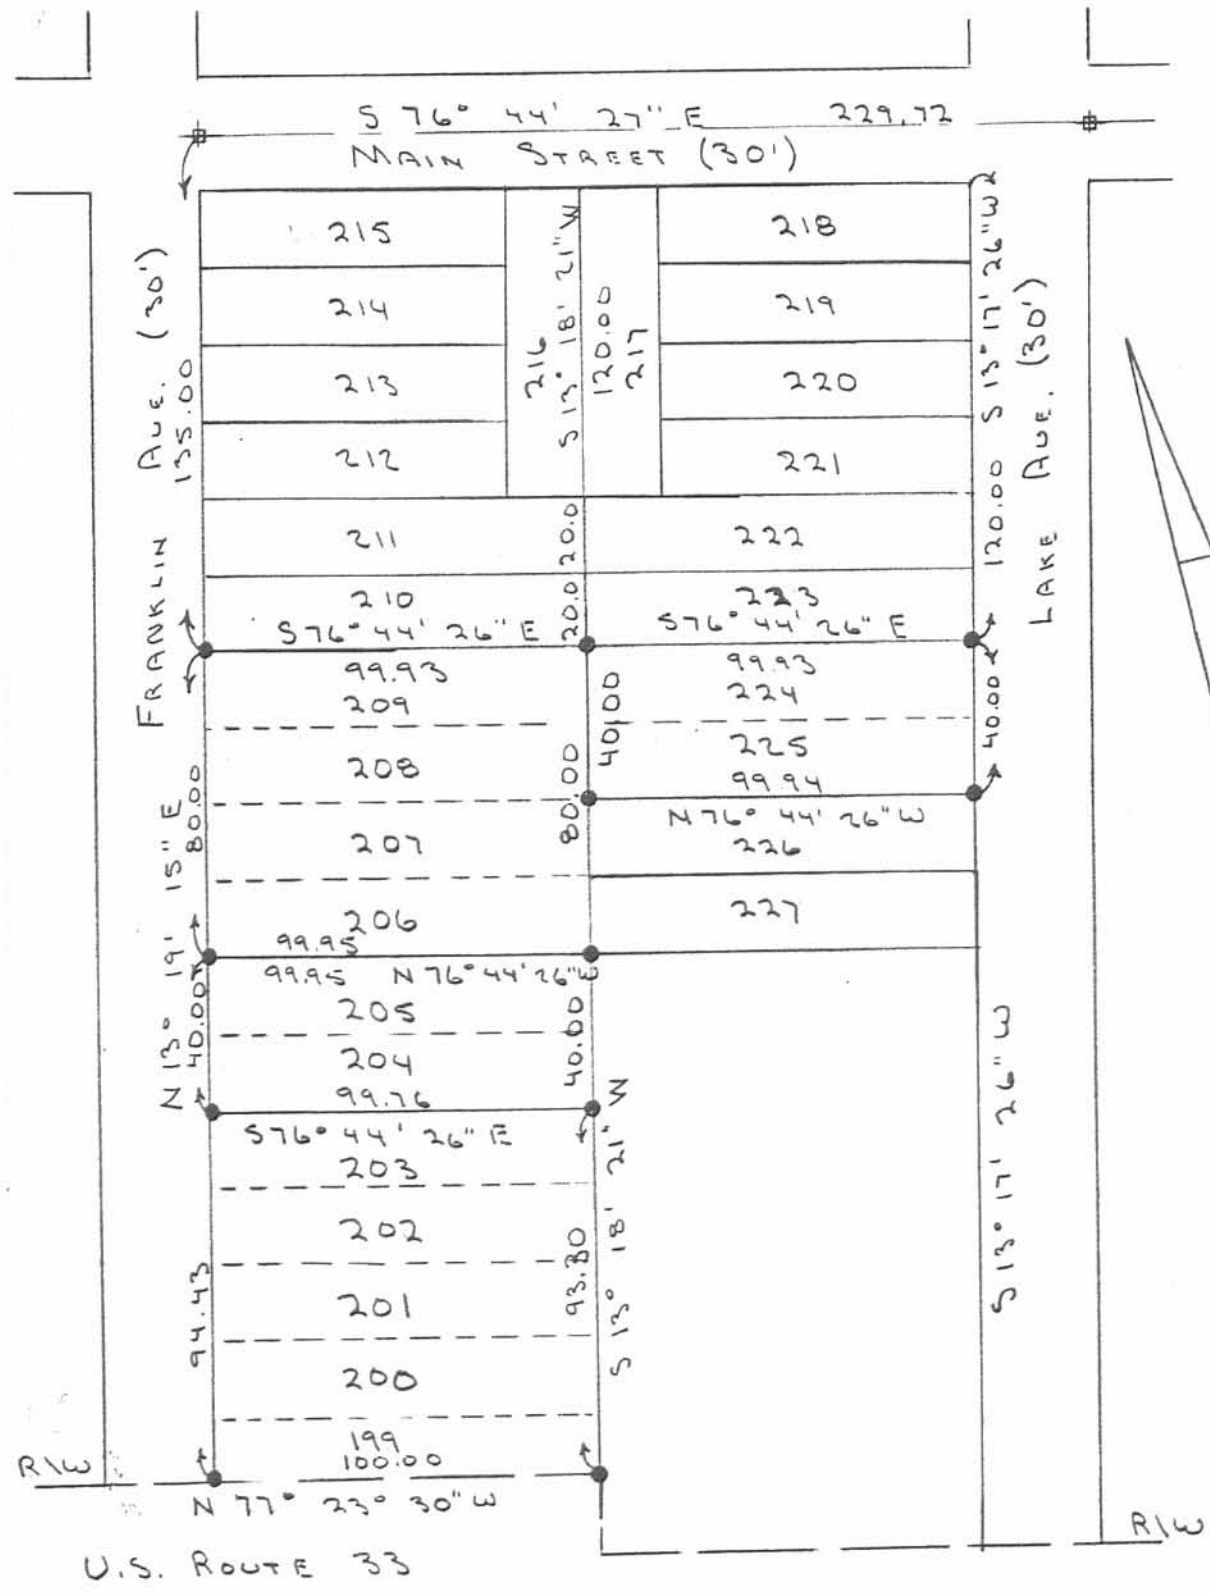 S 76° 44' 27" E 229.72
MAIN STREET (30')
215
218
214
219
213
220
212
221
216
S 13° 18' 21" W
120.00
217
FRANKLIN AVE. (30')
135.00
S 13° 17' 26" W
120.00
LAKE AVE. (30')
211
20.0
222
210
20.0
223
S 76° 44' 26" E
S 76° 44' 26" E
99.93
99.93
209
224
40.00
40.00
208
225
80.00
99.94
N 76° 44' 26" W
207
226
N 13° 19' 15" E
80.00
206
227
99.95
99.95 N 76° 44' 26" W
205
40.00
40.00
204
99.76
S 76° 44' 26" E
203
202
201
200
199
100.00
94.43
93.80
S 13° 18' 21" W
S 13° 17' 26" W
R\W
N 77° 23° 30" W
R\W
U.S. ROUTE 33